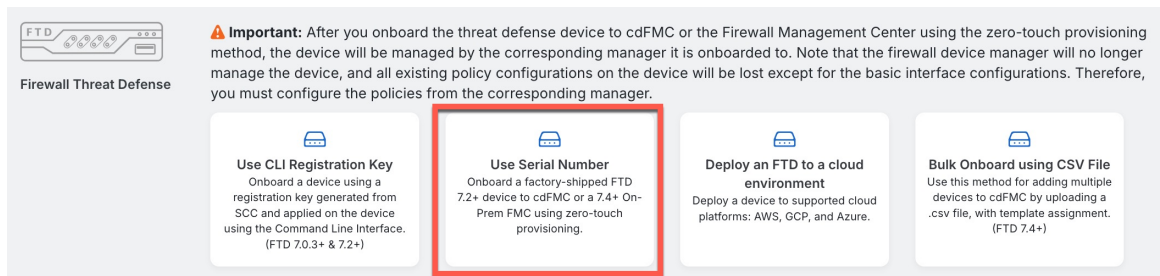 FTD
Firewall Threat Defense
Important: After you onboard the threat defense device to cdFMC or the Firewall Management Center using the zero-touch provisioning
method, the device will be managed by the corresponding manager it is onboarded to. Note that the firewall device manager will no longer
manage the device, and all existing policy configurations on the device will be lost except for the basic interface configurations. Therefore,
you must configure the policies from the corresponding manager.
Use CLI Registration Key
Onboard a device using a
registration key generated from
SCC and applied on the device
using the Command Line Interface.
(FTD 7.0.3+ & 7.2+)
Use Serial Number
Onboard a factory-shipped FTD
7.2+ device to cdFMC or a 7.4+ On-
Prem FMC using zero-touch
provisioning.
Deploy an FTD to a cloud
environment
Deploy a device to supported cloud
platforms: AWS, GCP, and Azure.
Bulk Onboard using CSV File
Use this method for adding multiple
devices to cdFMC by uploading a
.csv file, with template assignment.
(FTD 7.4+)